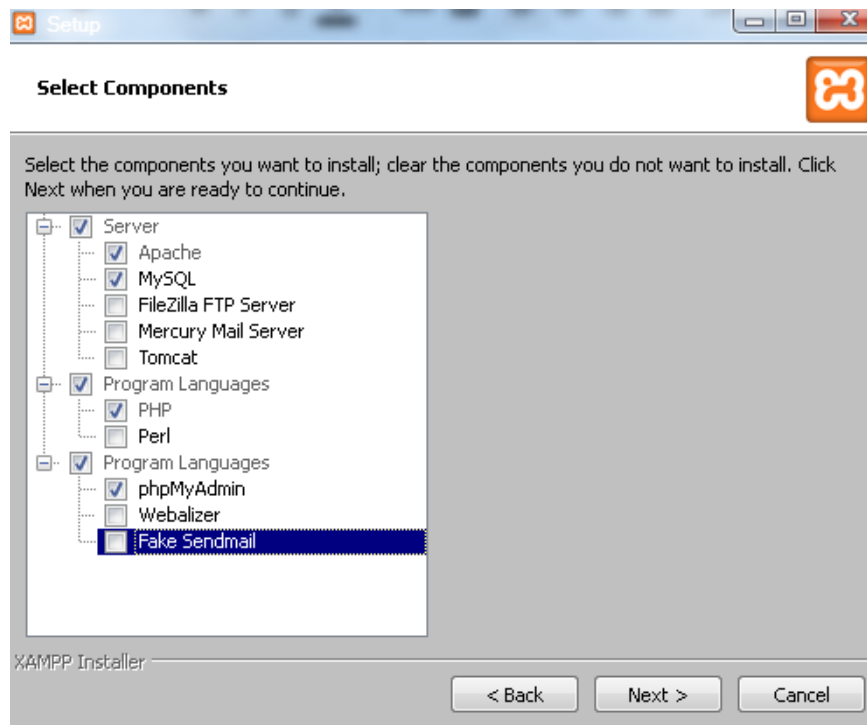 Setup
Select Components
Select the components you want to install; clear the components you do not want to install. Click
Next when you are ready to continue.
Server
Apache
MySQL
FileZilla FTP Server
Mercury Mail Server
Tomcat
Program Languages
PHP
Perl
Program Languages
phpMyAdmin
Webalizer
Fake Sendmail
XAMPP Installer
< Back
Next >
Cancel